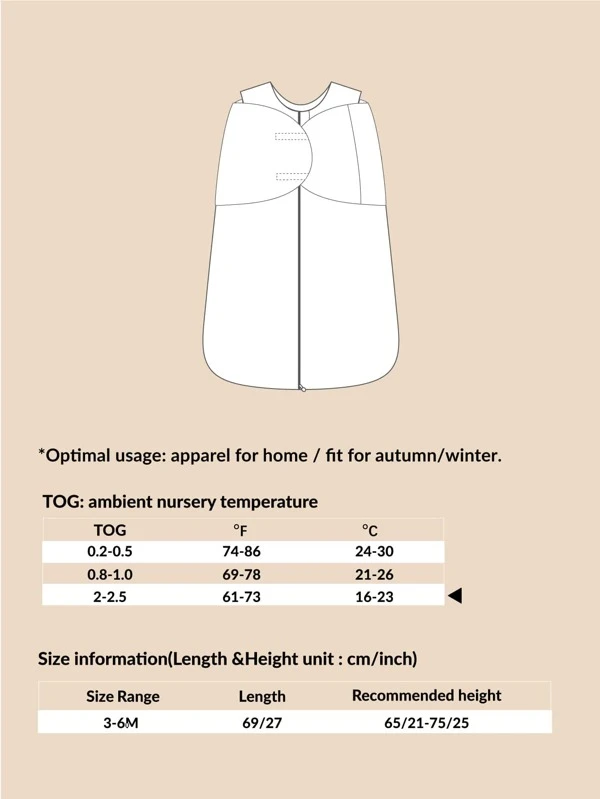 *Optimal usage: apparel for home / fit for autumn/winter.
TOG: ambient nursery temperature
TOG °F °C
0.2-0.5 74-86 24-30
0.8-1.0 69-78 21-26
2-2.5 61-73 16-23
Size information(Length &Height unit : cm/inch)
Size Range Length Recommended height
3-6M 69/27 65/21-75/25